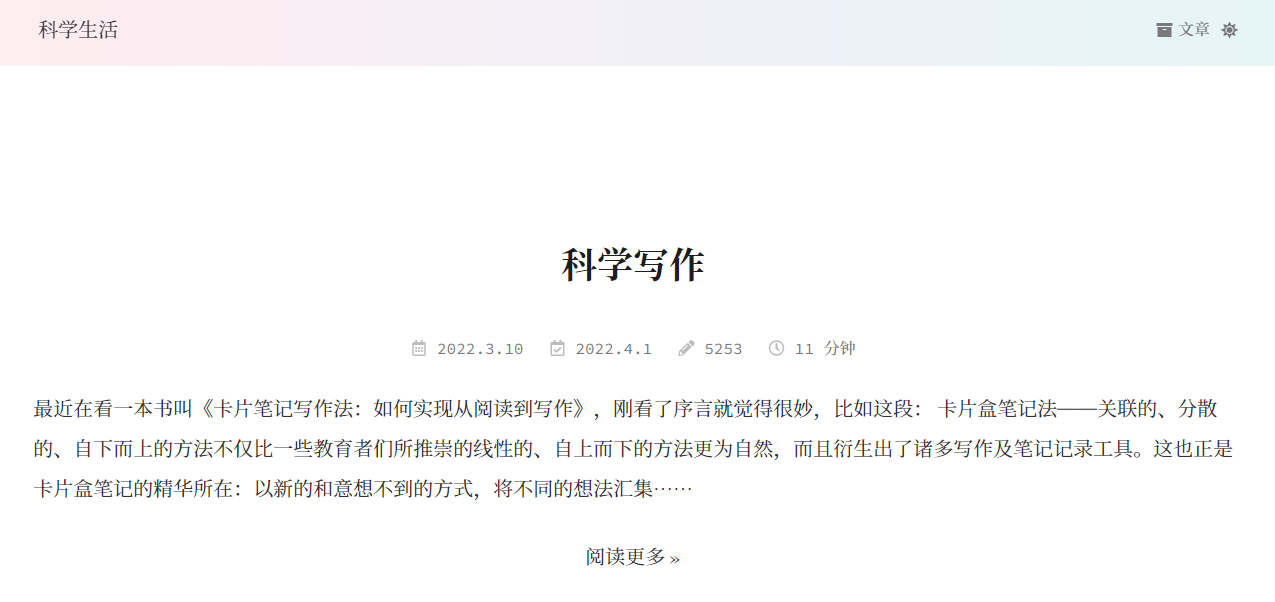 科学生活
文章
科学写作
2022.3.10 2022.4.1 5253 11 分钟
最近在看一本书叫《卡片笔记写作法：如何实现从阅读到写作》，刚看了序言就觉得很妙，比如这段： 卡片盒笔记法——关联的、分散
的、自下而上的方法不仅比一些教育者们所推崇的线性的、自上而下的方法更为自然，而且衍生出了诸多写作及笔记记录工具。这也正是
卡片盒笔记的精华所在：以新的和意想不到的方式，将不同的想法汇集……
阅读更多 »